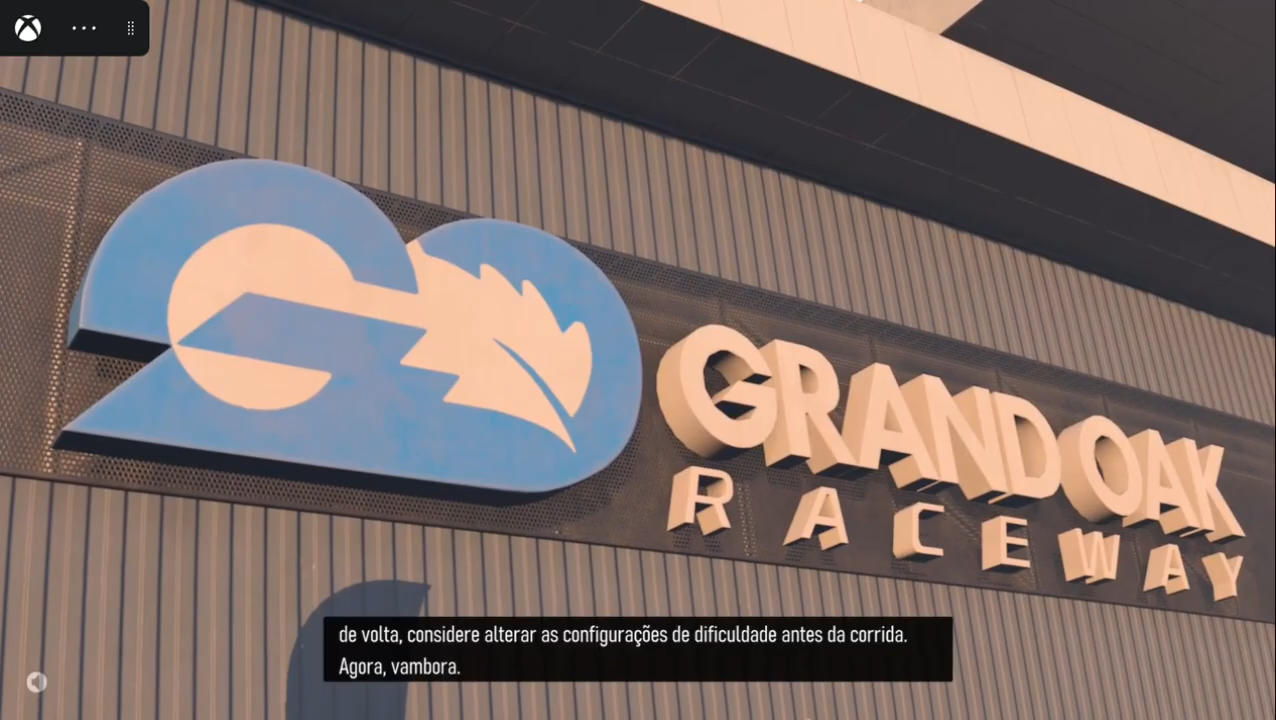 GRAND OAK
RACEWAY
de volta, considere alterar as configurações de dificuldade antes da corrida.
Agora, vambora.